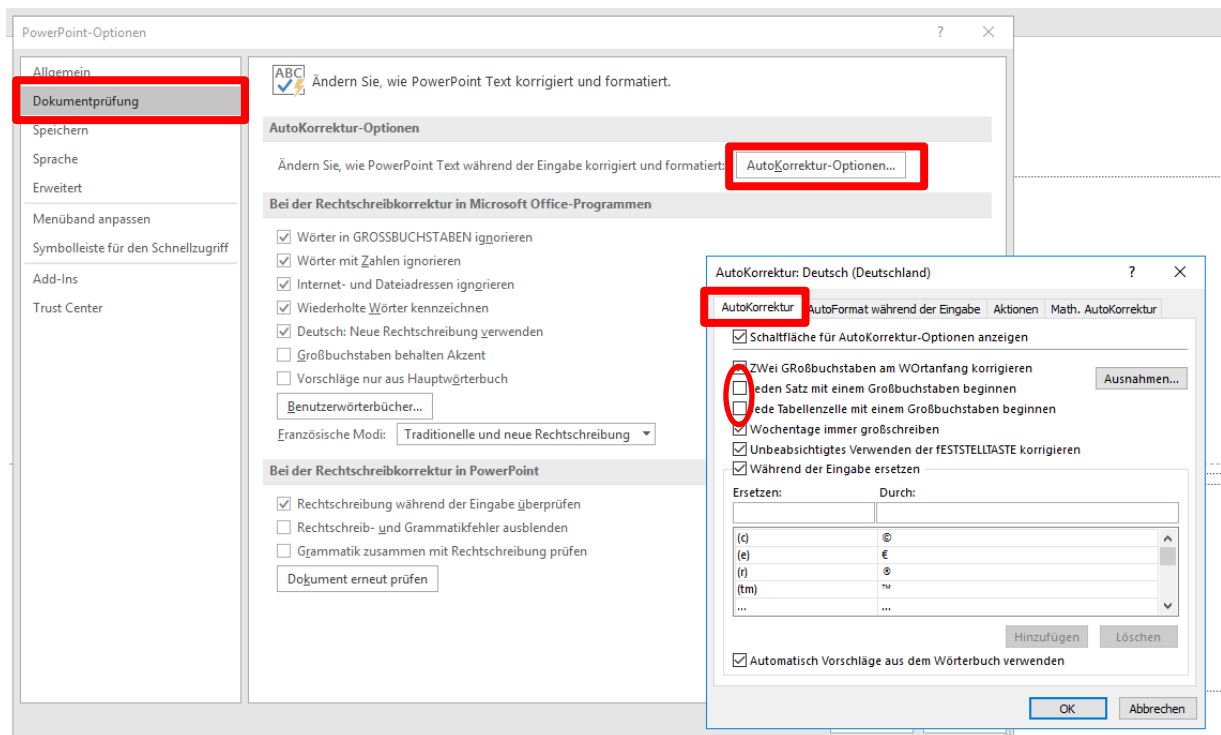 PowerPoint-Optionen
?
Allgemein
Dokumentprüfung
Speichern
Sprache
Erweitert
Menüband anpassen
Symbolleiste für den Schnellzugriff
Add-Ins
Trust Center
ABC
Ändern Sie, wie PowerPoint Text korrigiert und formatiert.
AutoKorrektur-Optionen
Ändern Sie, wie PowerPoint Text während der Eingabe korrigiert und formatiert:
AutoKorrektur-Optionen...
Bei der Rechtschreibkorrektur in Microsoft Office-Programmen
Wörter in GROSSBUCHSTABEN ignorieren
Wörter mit Zahlen ignorieren
Internet- und Dateiadressen ignorieren
Wiederholte Wörter kennzeichnen
Deutsch: Neue Rechtschreibung verwenden
Großbuchstaben behalten Akzent
Vorschläge nur aus Hauptwörterbuch
Benutzerwörterbücher...
Französische Modi: Traditionelle und neue Rechtschreibung
Bei der Rechtschreibkorrektur in PowerPoint
Rechtschreibung während der Eingabe überprüfen
Rechtschreib- und Grammatikfehler ausblenden
Grammatik zusammen mit Rechtschreibung prüfen
Dokument erneut prüfen
AutoKorrektur: Deutsch (Deutschland)
?
AutoKorrektur
AutoFormat während der Eingabe
Aktionen
Math. AutoKorrektur
Schaltfläche für AutoKorrektur-Optionen anzeigen
ZWei GRoßbuchstaben am WOrtanfang korrigieren
Jeden Satz mit einem Großbuchstaben beginnen
Jede Tabellenzelle mit einem Großbuchstaben beginnen
Ausnahmen...
Wochentage immer großschreiben
Unbeabsichtigtes Verwenden der fESTSTELLTASTE korrigieren
Während der Eingabe ersetzen
Ersetzen: Durch:
(c) ©
(e) €
(r) ®
(tm) ™
... ...
Hinzufügen
Löschen
Automatisch Vorschläge aus dem Wörterbuch verwenden
OK
Abbrechen